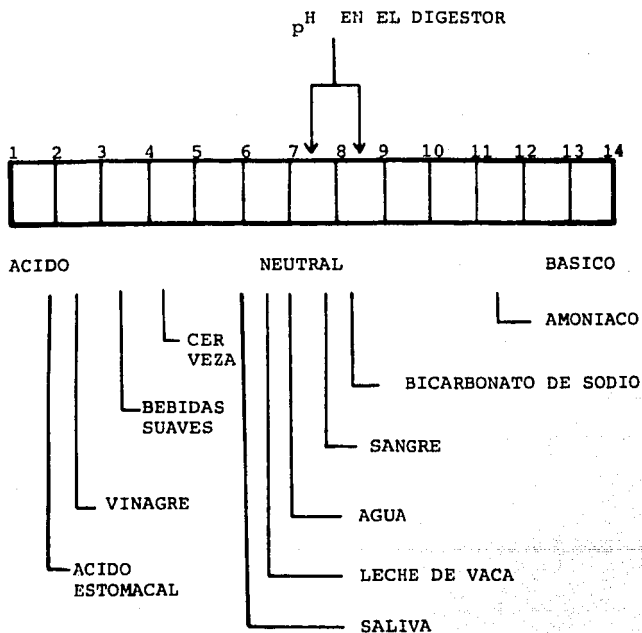 pH EN EL DIGESTOR
1 2 3 4 5 6 7 8 9 10 11 12 13 14
ACIDO NEUTRAL BASICO
AMONIACO
CER
VEZA
BICARBONATO DE SODIO
BEBIDAS
SUAVES
SANGRE
VINAGRE
AGUA
ACIDO
ESTOMACAL
LECHE DE VACA
SALIVA